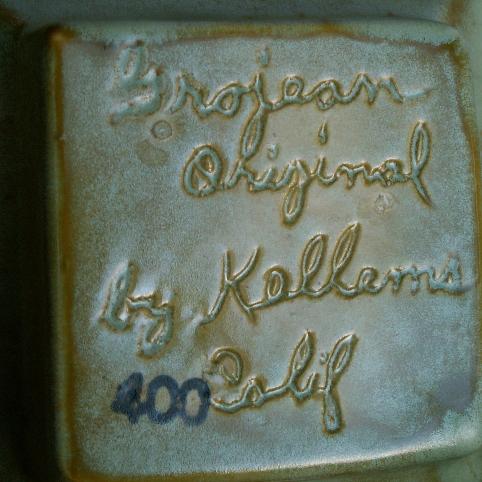 Grojean
Original
by Kellems
400 Calif